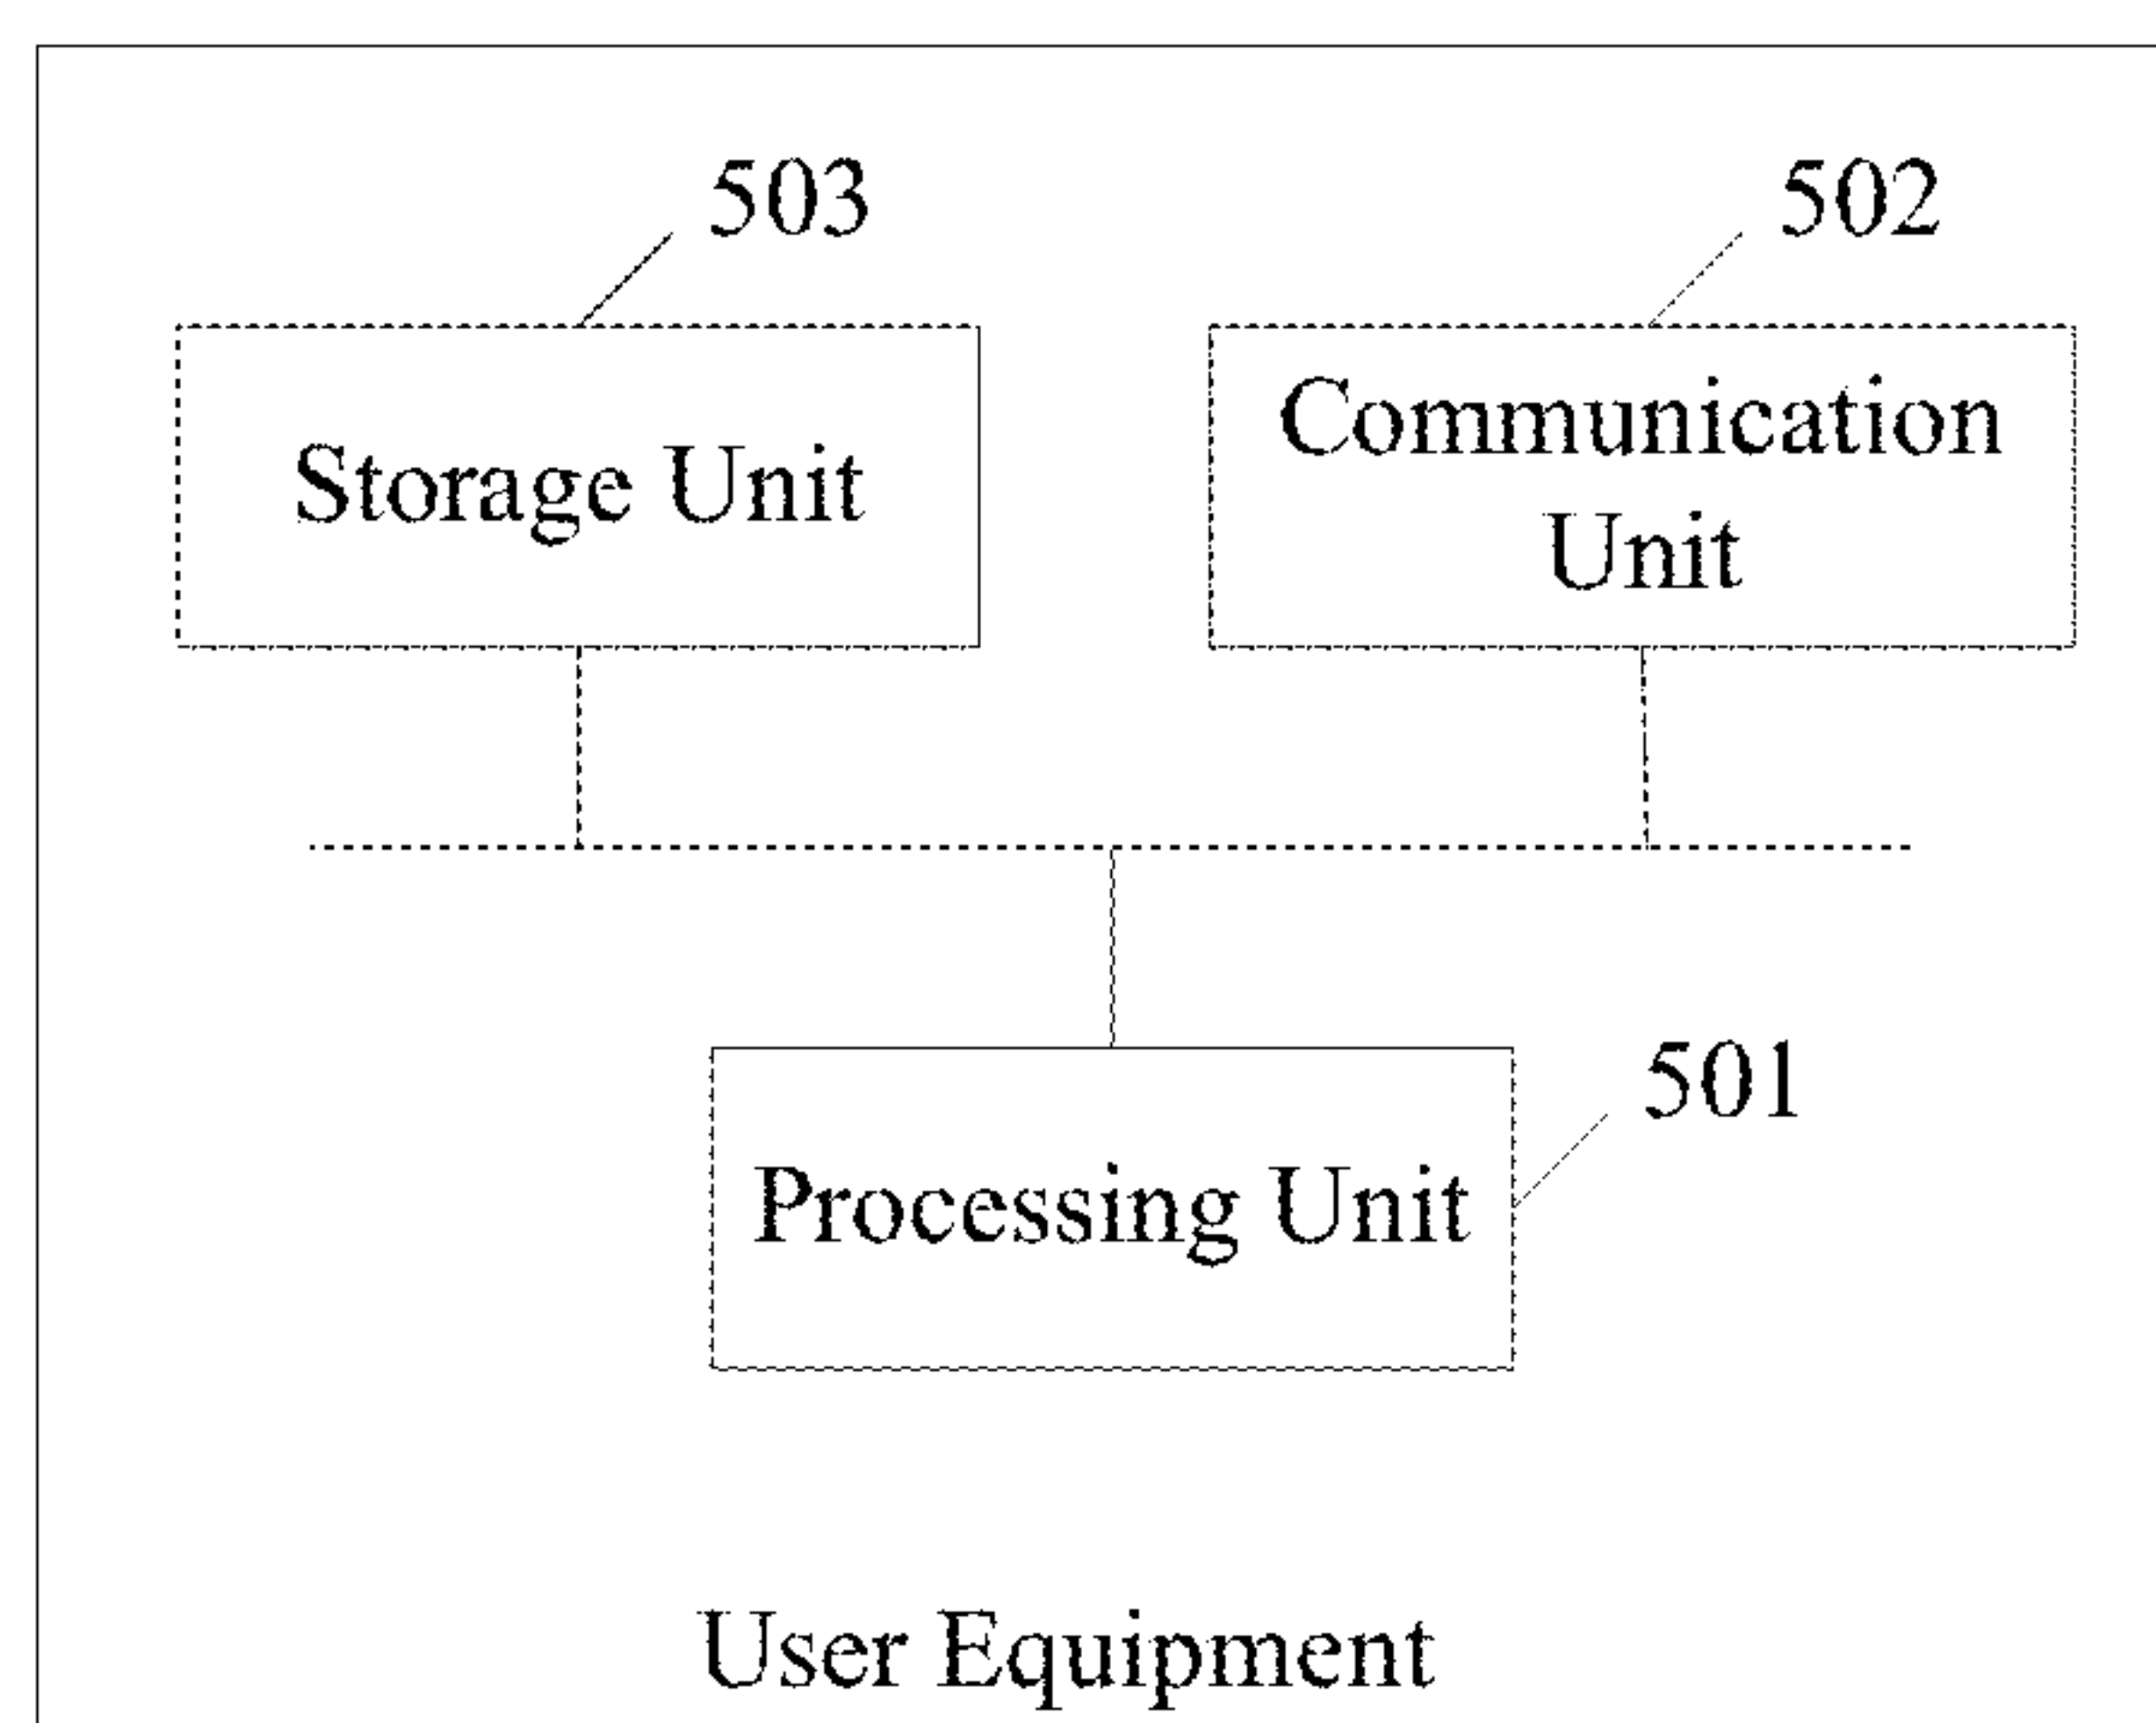 503
502
Storage Unit
Communication
Unit
501
Processing Unit
User Equipment